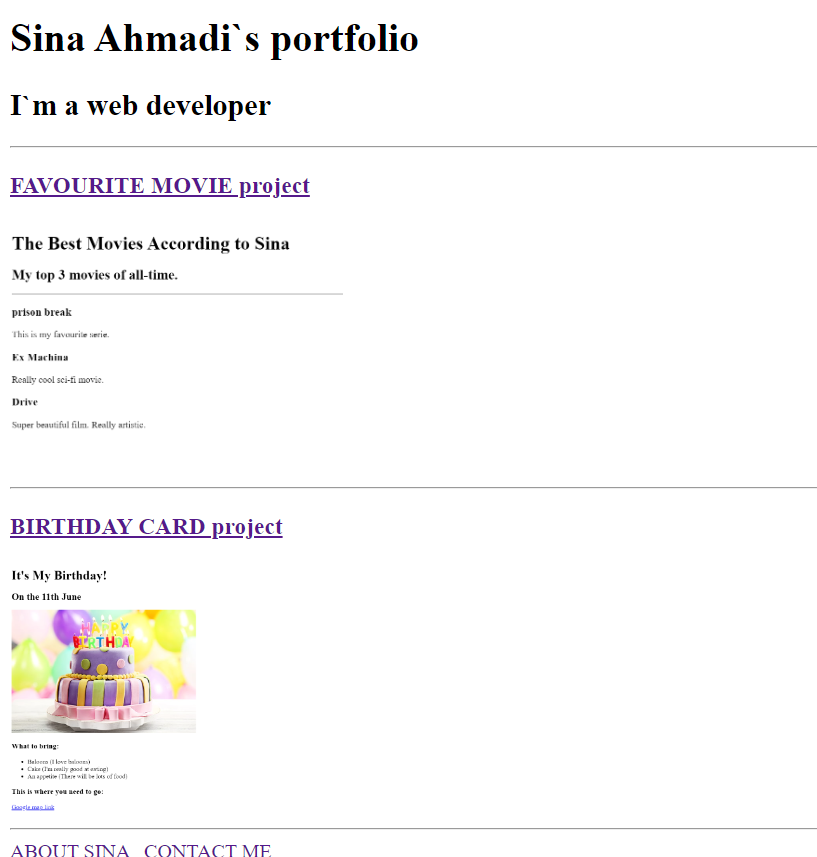 Sina Ahmadi`s portfolio
I`m a web developer
FAVOURITE MOVIE project
The Best Movies According to Sina
My top 3 movies of all-time.
prison break
This is my favourite serie.
Ex Machina
Really cool sci-fi movie.
Drive
Super beautiful film. Really artistic.
BIRTHDAY CARD project
It's My Birthday!
On the 11th June
HAPPY
BIRTHDAY
What to bring:
Baloons (I love baloons)
Cake (I'm really good at eating)
An appetite (There will be lots of food)
This is where you need to go:
Google map link
ABOUT SINA CONTACT ME